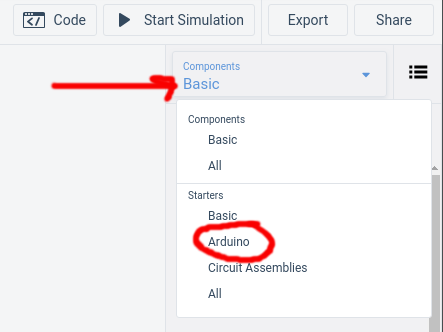 Code
Start Simulation
Export
Share
Components
Basic
Components
Basic
All
Starters
Basic
Arduino
Circuit Assemblies
All